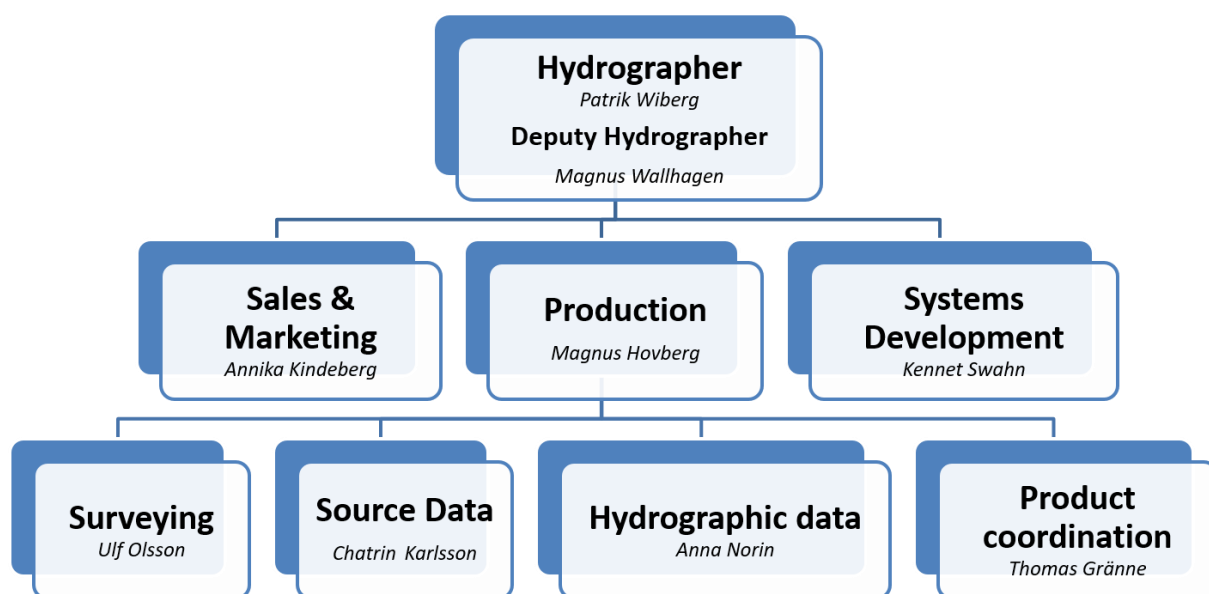 Hydrographer
Patrik Wiberg
Deputy Hydrographer
Magnus Wallhagen
Sales &
Marketing
Annika Kindeberg
Production
Magnus Hovberg
Systems
Development
Kennet Swahn
Surveying
Ulf Olsson
Source Data
Chatrin Karlsson
Hydrographic data
Anna Norin
Product
coordination
Thomas Gränne